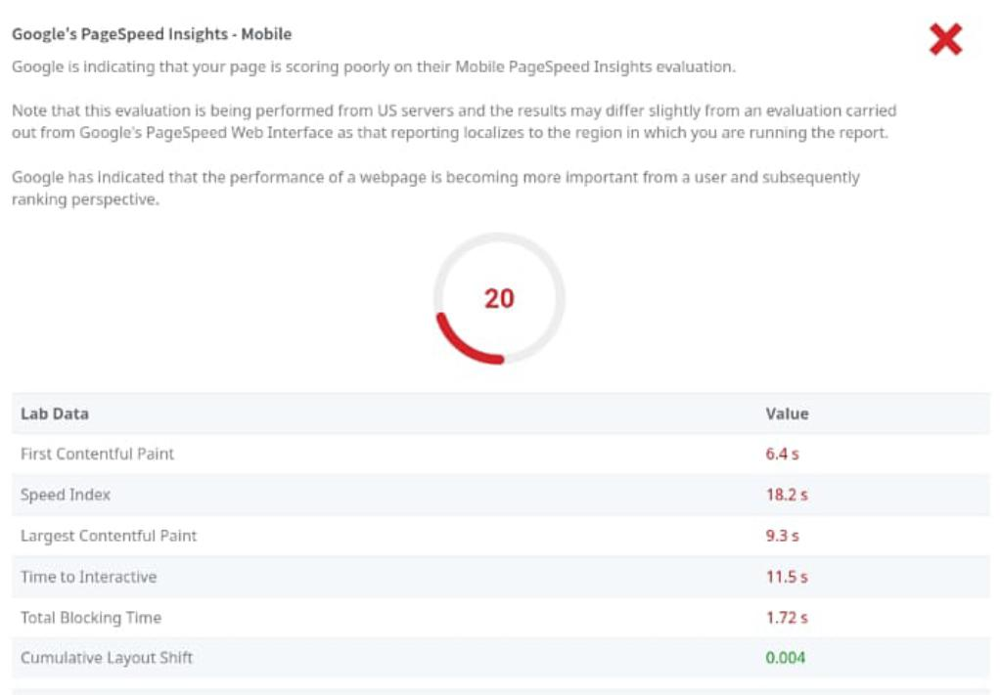 Google's PageSpeed Insights - Mobile
Google is indicating that your page is scoring poorly on their Mobile PageSpeed Insights evaluation.
Note that this evaluation is being performed from US servers and the results may differ slightly from an evaluation carried
out from Google's PageSpeed Web Interface as that reporting localizes to the region in which you are running the report.
Google has indicated that the performance of a webpage is becoming more important from a user and subsequently
ranking perspective.
20
Lab Data Value
First Contentful Paint 6.4 s
Speed Index 18.2 s
Largest Contentful Paint 9.3 s
Time to Interactive 11.5 s
Total Blocking Time 1.72 s
Cumulative Layout Shift 0.004